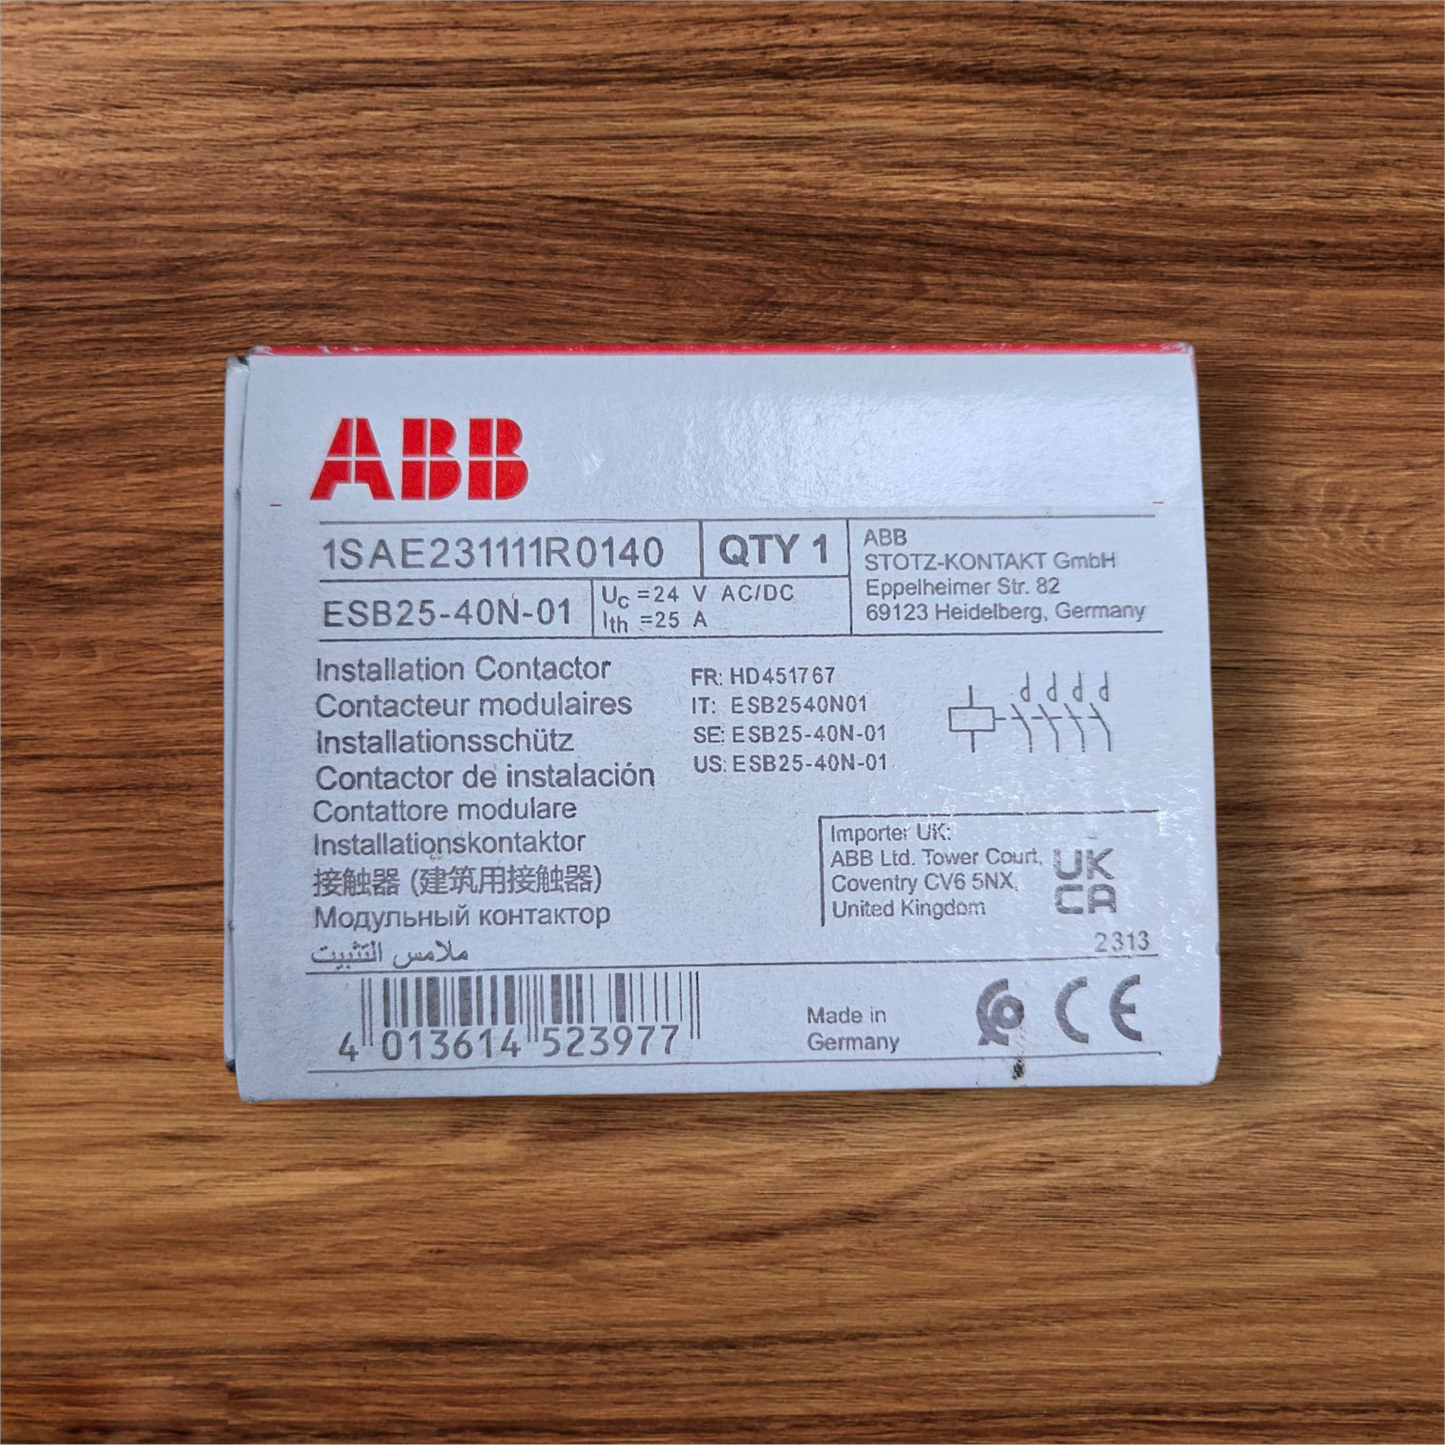 ABB
1SAE231111R0140
QTY 1
ESB25-40N-01
Uc =24 V AC/DC
Ith =25 A
ABB
STOTZ-KONTAKT GmbH
Eppelheimer Str. 82
69123 Heidelberg, Germany
Installation Contactor
Contacteur modulaires
Installationsschütz
Contactor de instalación
Contattore modulare
Installationskontaktor
接触器 (建筑用接触器)
Модульный контактор
ملامس التثبيت
FR: HD451767
IT: ESB2540N01
SE: ESB25-40N-01
US: ESB25-40N-01
Importer UK:
ABB Ltd. Tower Court,
Coventry CV6 5NX,
United Kingdom
UK
CA
2313
4 013614 523977
Made in
Germany
CE